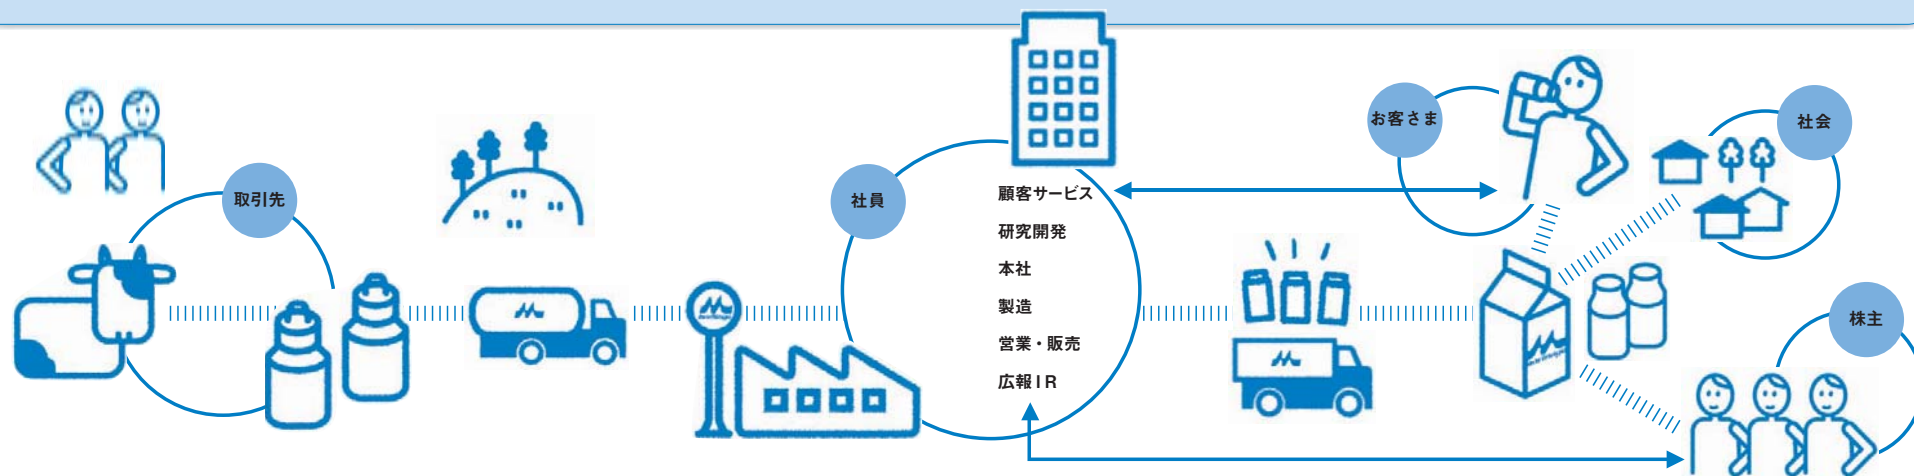 取引先
社員
顧客サービス
研究開発
本社
製造
営業・販売
広報IR
お客さま
社会
株主